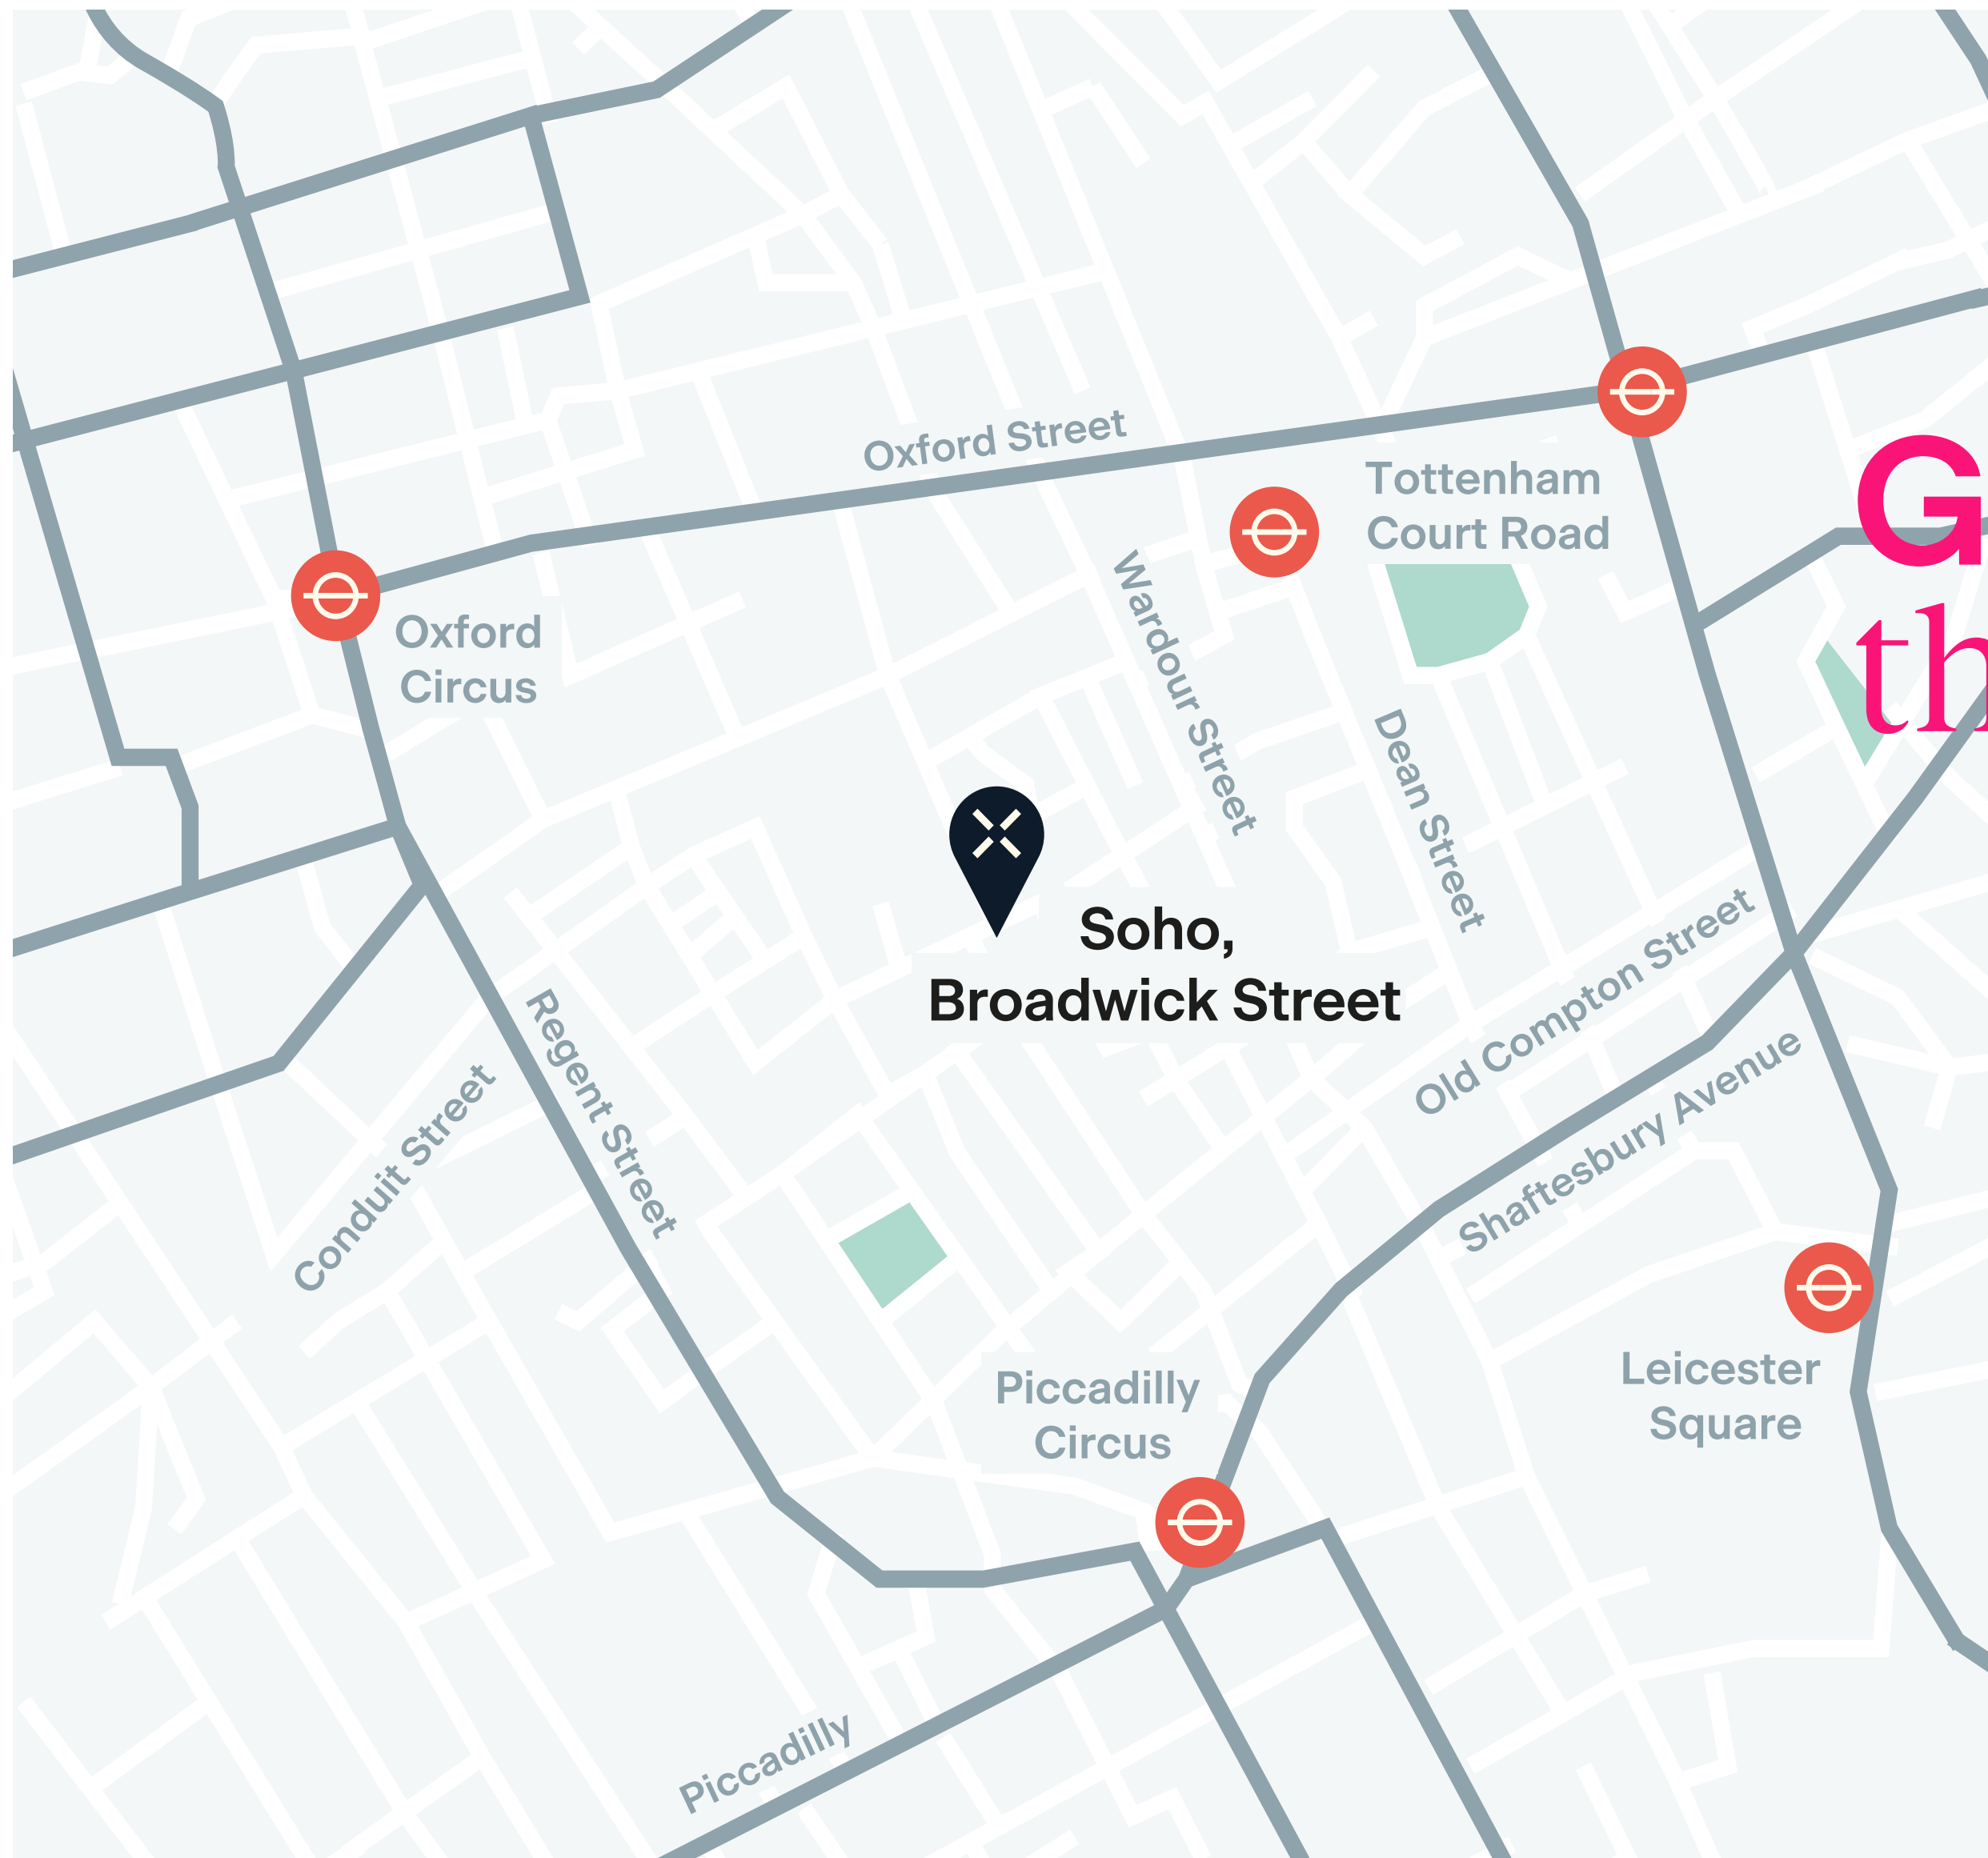 Oxford Street
Tottenham
Court Road
G
th
Oxford
Circus
Wardour Street
Dean Street
Soho,
Broadwick Street
Old Compton Street
Regent Street
Conduit Street
Shaftesbury Avenue
Piccadilly
Circus
Leicester
Square
Piccadilly